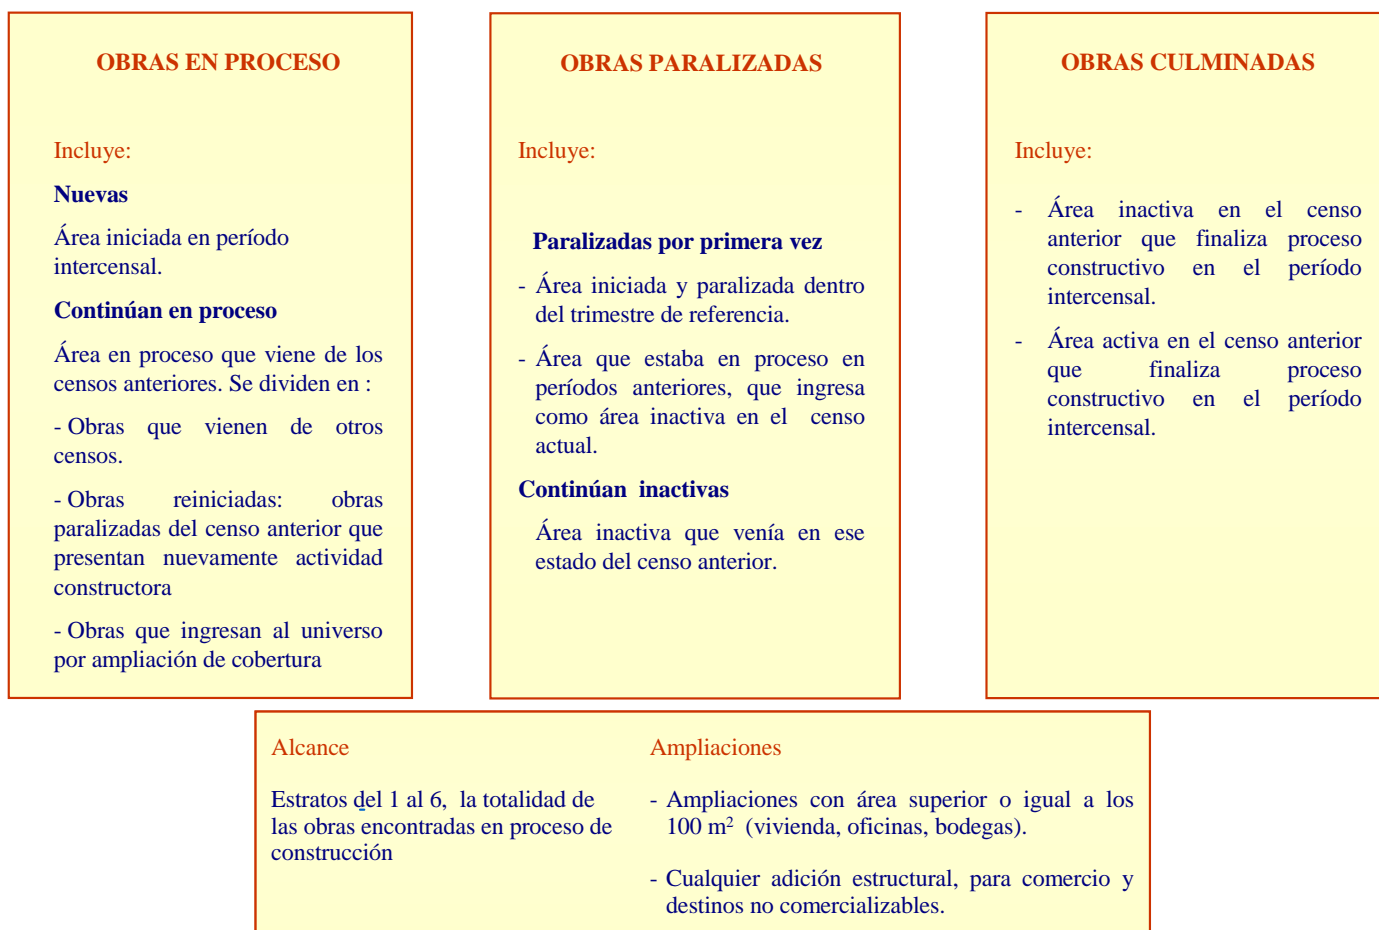 OBRAS EN PROCESO
Incluye:
Nuevas
Área iniciada en período
intercensal.
Continúan en proceso
Área en proceso que viene de los
censos anteriores. Se dividen en :
- Obras que vienen de otros
censos.
- Obras reiniciadas: obras
paralizadas del censo anterior que
presentan nuevamente actividad
constructora
- Obras que ingresan al universo
por ampliación de cobertura
OBRAS PARALIZADAS
Incluye:
Paralizadas por primera vez
- Área iniciada y paralizada dentro
del trimestre de referencia.
- Área que estaba en proceso en
períodos anteriores, que ingresa
como área inactiva en el censo
actual.
Continúan inactivas
Área inactiva que venía en ese
estado del censo anterior.
OBRAS CULMINADAS
Incluye:
- Área inactiva en el censo
anterior que finaliza proceso
constructivo en el período
intercensal.
- Área activa en el censo anterior
que finaliza proceso
constructivo en el período
intercensal.
Alcance
Estratos del 1 al 6, la totalidad de
las obras encontradas en proceso de
construcción
Ampliaciones
- Ampliaciones con área superior o igual a los
100 m² (vivienda, oficinas, bodegas).
- Cualquier adición estructural, para comercio y
destinos no comercializables.